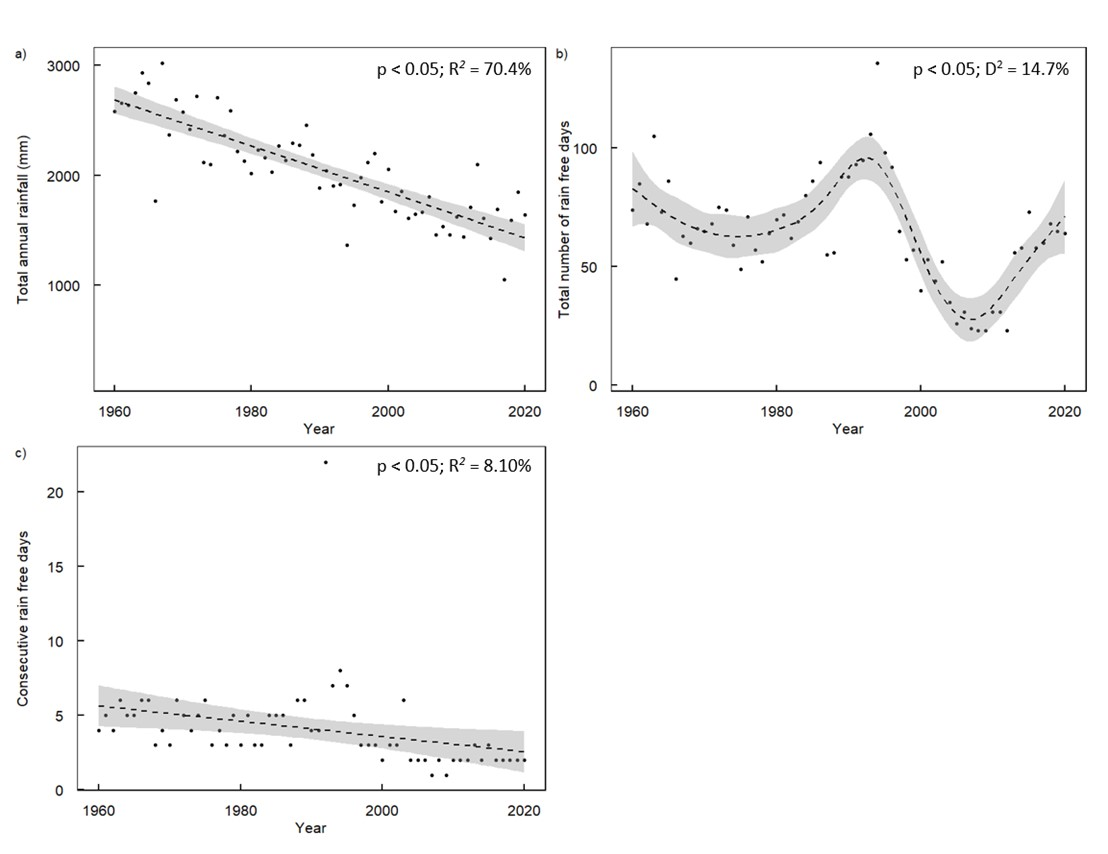 a)
p < 0.05; R² = 70.4%
3000
2000
1000
Total annual rainfall (mm)
1960 1980 2000 2020
Year
b)
p < 0.05; D² = 14.7%
100
50
0
Total number of rain free days
1960 1980 2000 2020
Year
c)
p < 0.05; R² = 8.10%
20
15
10
5
0
Consecutive rain free days
1960 1980 2000 2020
Year